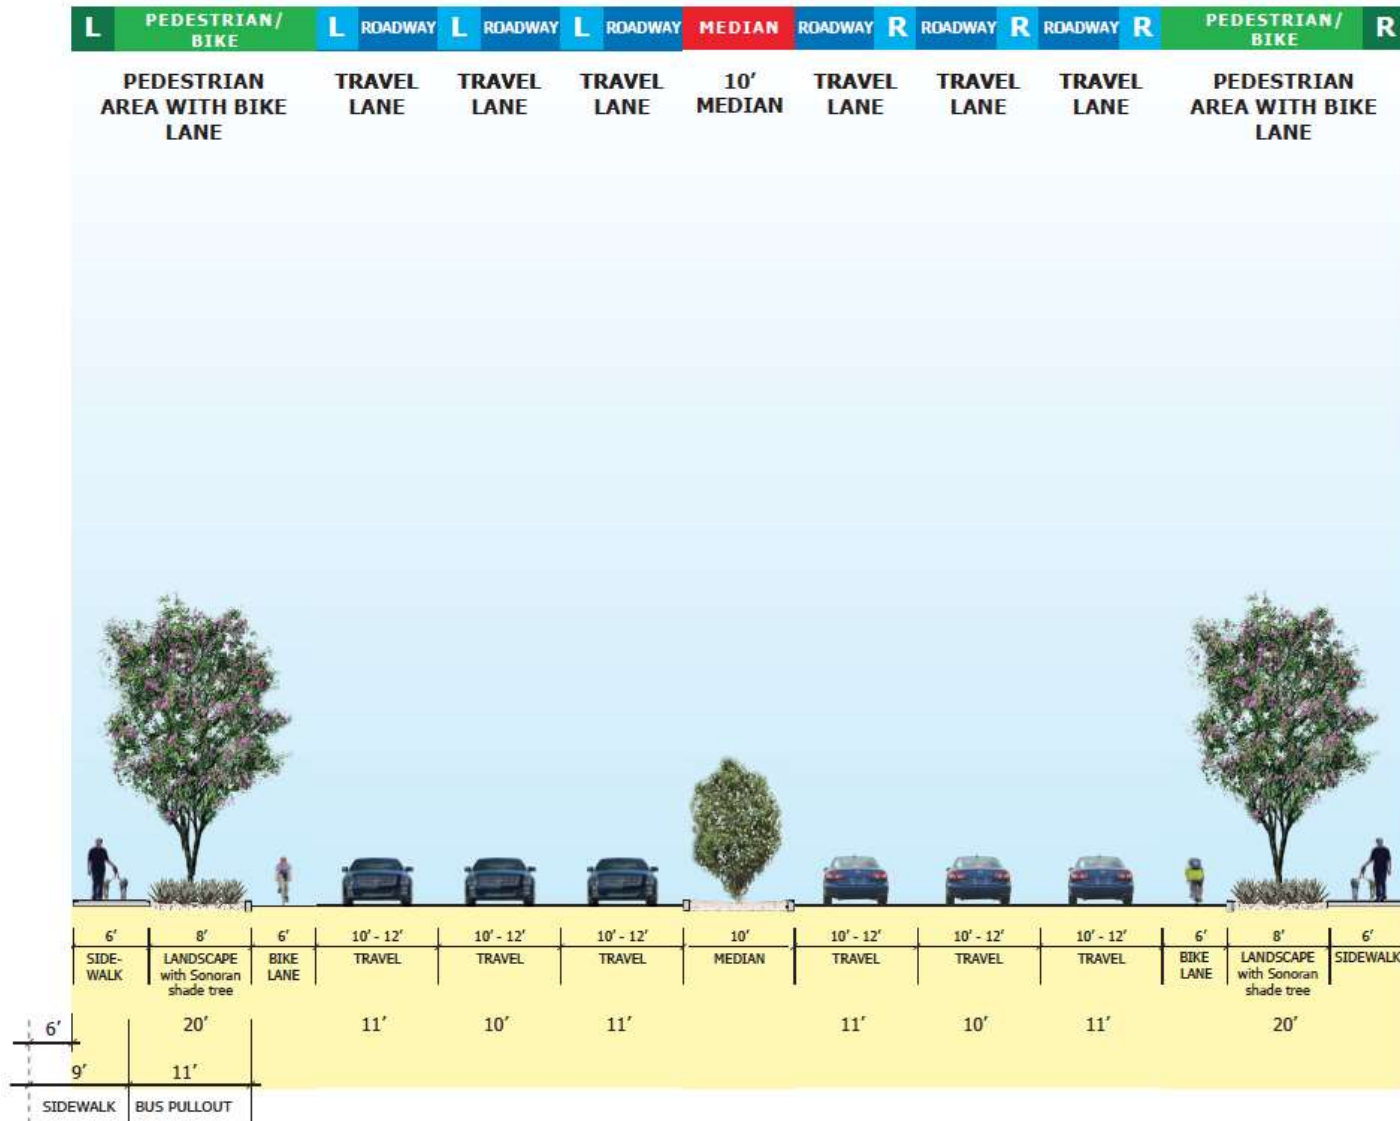 L PEDESTRIAN/ BIKE L ROADWAY L ROADWAY L ROADWAY MEDIAN ROADWAY R ROADWAY R ROADWAY R PEDESTRIAN/ BIKE R
PEDESTRIAN
AREA WITH BIKE
LANE
TRAVEL
LANE
TRAVEL
LANE
TRAVEL
LANE
10'
MEDIAN
TRAVEL
LANE
TRAVEL
LANE
TRAVEL
LANE
PEDESTRIAN
AREA WITH BIKE
LANE
6'
SIDE-
WALK
8'
LANDSCAPE
with Sonoran
shade tree
6'
BIKE
LANE
10' - 12'
TRAVEL
10' - 12'
TRAVEL
10' - 12'
TRAVEL
10'
MEDIAN
10' - 12'
TRAVEL
10' - 12'
TRAVEL
10' - 12'
TRAVEL
6'
BIKE
LANE
8'
LANDSCAPE
with Sonoran
shade tree
6'
SIDEWALK
6' 20' 11' 10' 11' 11' 10' 11' 20'
9' 11'
SIDEWALK BUS PULLOUT